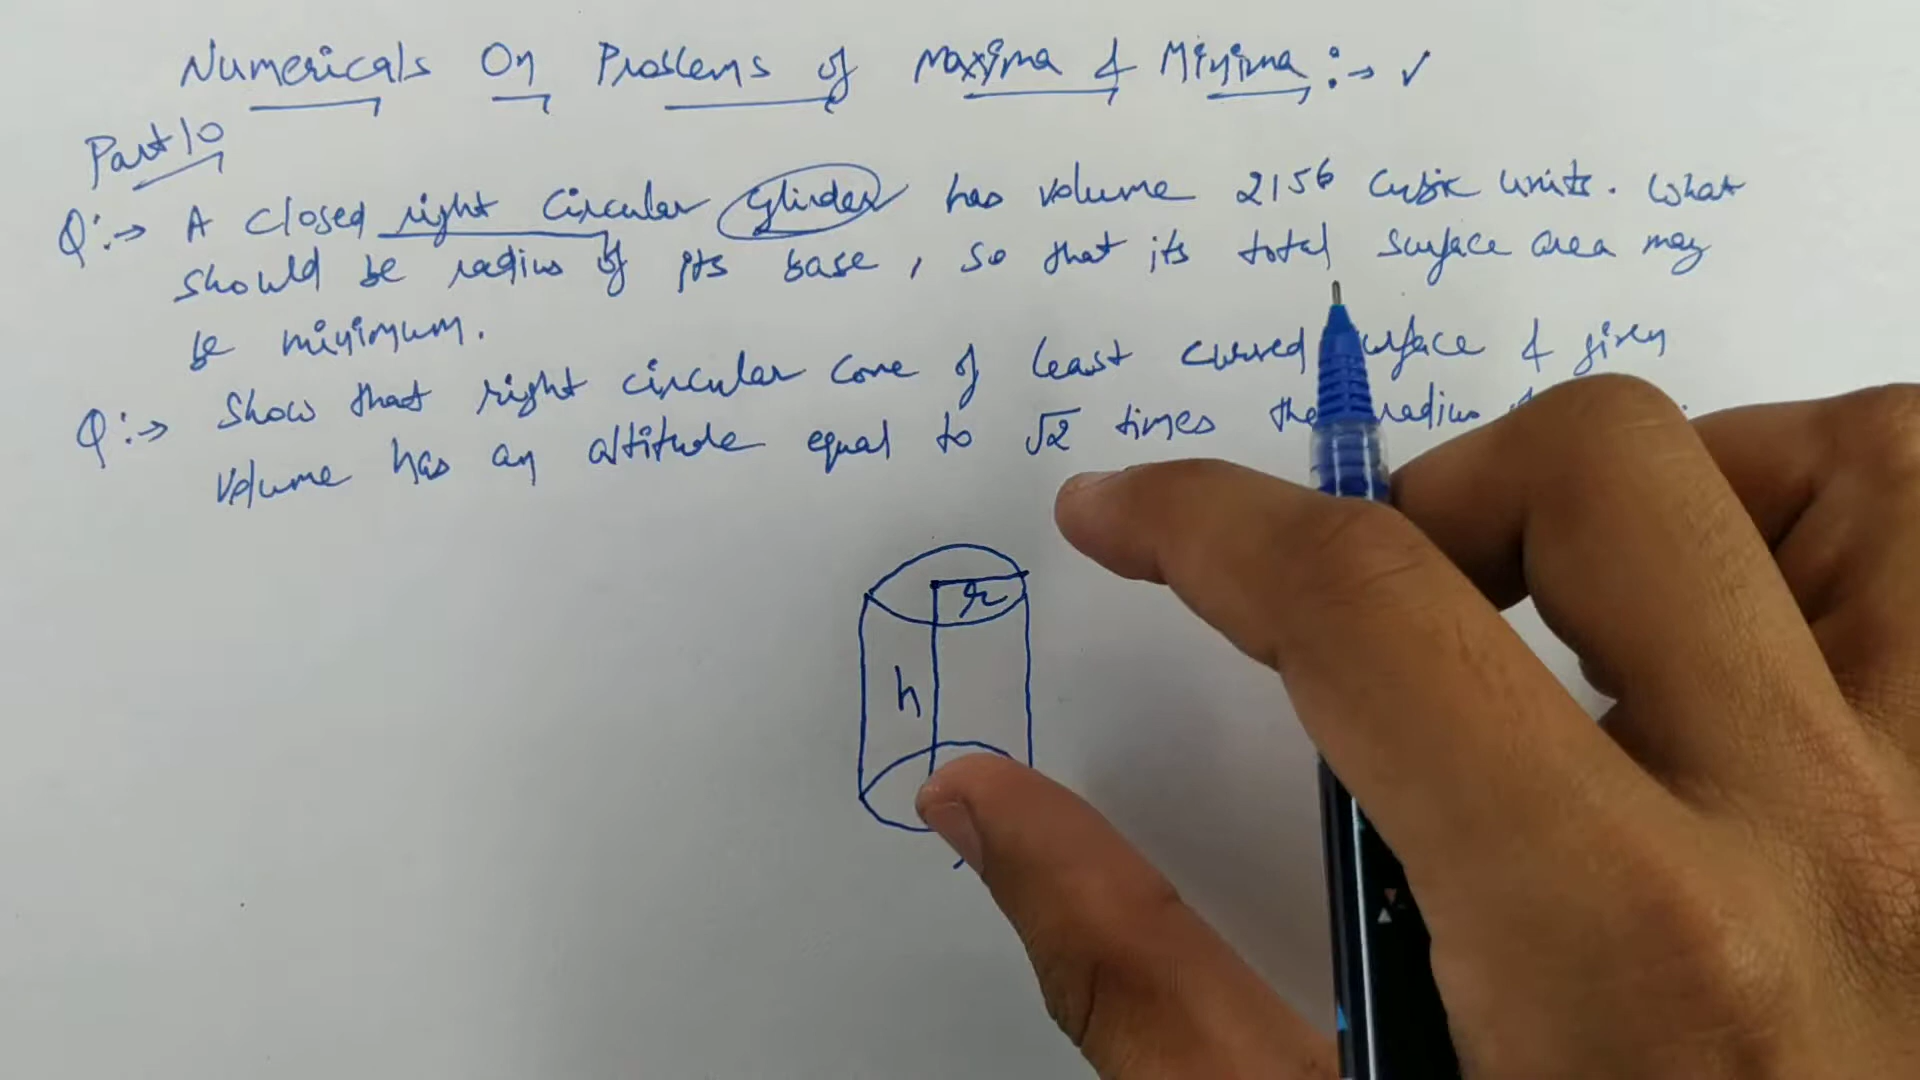 Numericals On Problems of Maxima & Minima :→ ✓
Part 10
Q:→ A closed right circular cylinder has volume 2156 cubic units. What
should be radius of its base, so that its total surface area may
be minimum.
Q:→ Show that right circular cone of least curved surface & given
volume has an altitude equal to √2 times the radius
r
h